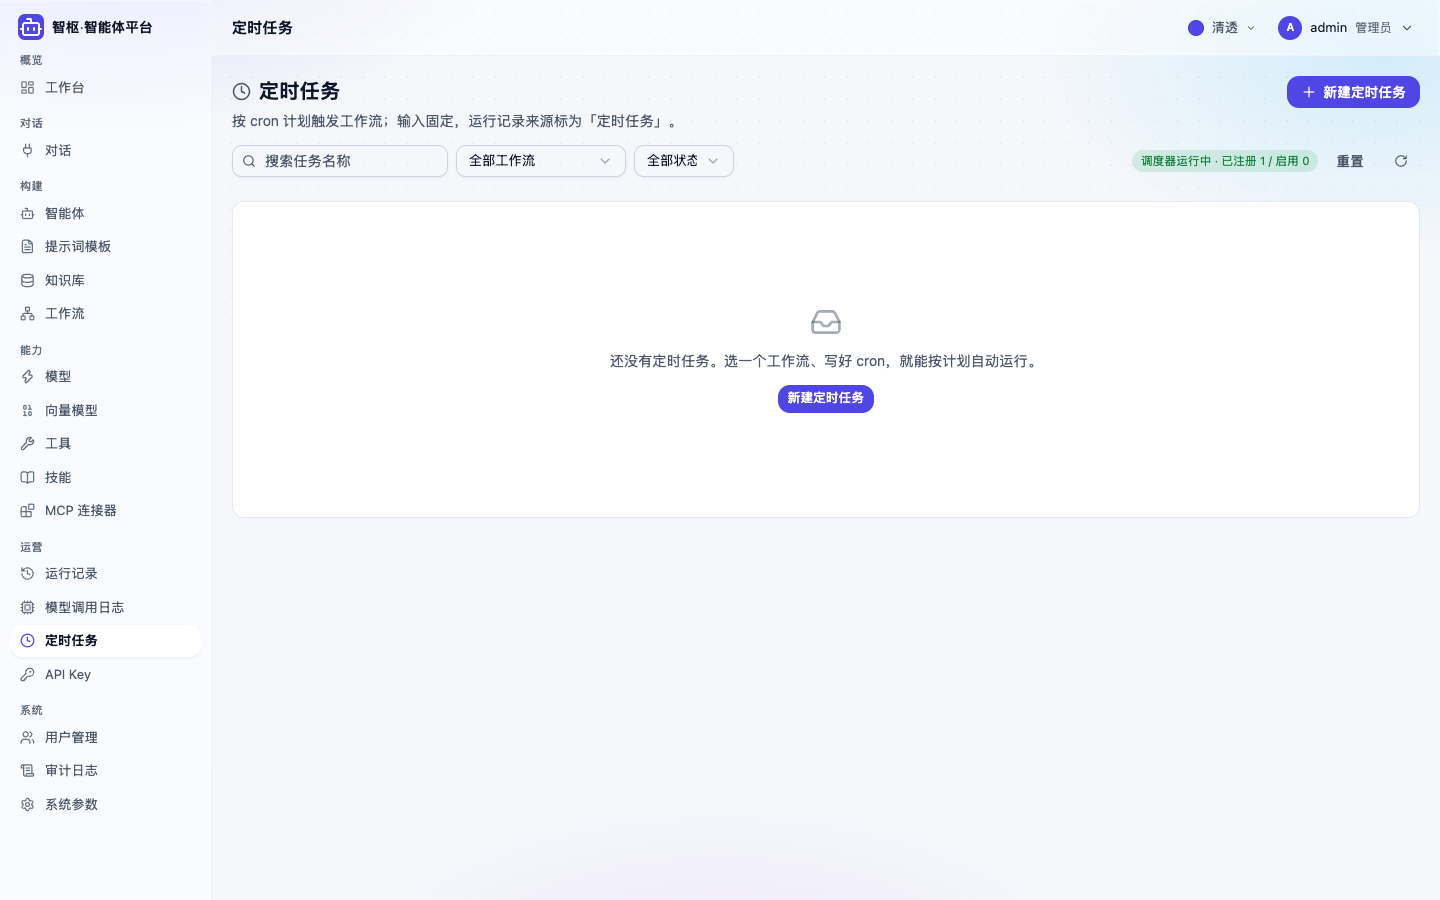 智枢·智能体平台
概览
工作台
对话
对话
构建
智能体
提示词模板
知识库
工作流
能力
模型
向量模型
工具
技能
MCP 连接器
运营
运行记录
模型调用日志
定时任务
API Key
系统
用户管理
审计日志
系统参数
定时任务
清透
A admin 管理员
定时任务
新建定时任务
按 cron 计划触发工作流；输入固定，运行记录来源标为「定时任务」。
搜索任务名称 全部工作流 全部状态
调度器运行中 · 已注册 1 / 启用 0 重置
还没有定时任务。选一个工作流、写好 cron，就能按计划自动运行。
新建定时任务